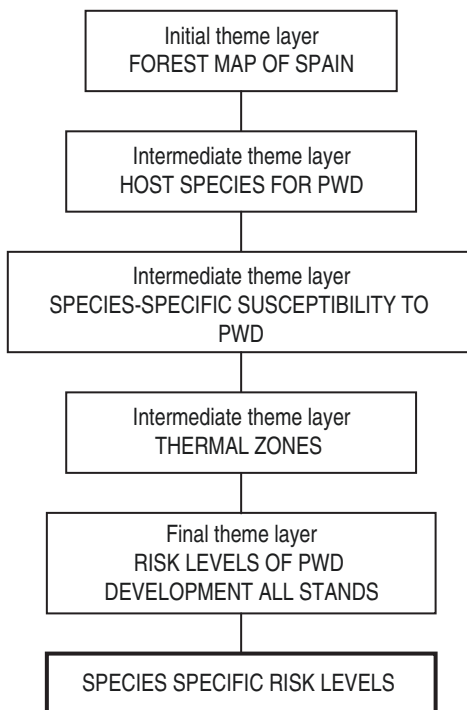 Initial theme layer
FOREST MAP OF SPAIN
Intermediate theme layer
HOST SPECIES FOR PWD
Intermediate theme layer
SPECIES-SPECIFIC SUSCEPTIBILITY TO
PWD
Intermediate theme layer
THERMAL ZONES
Final theme layer
RISK LEVELS OF PWD
DEVELOPMENT ALL STANDS
SPECIES SPECIFIC RISK LEVELS